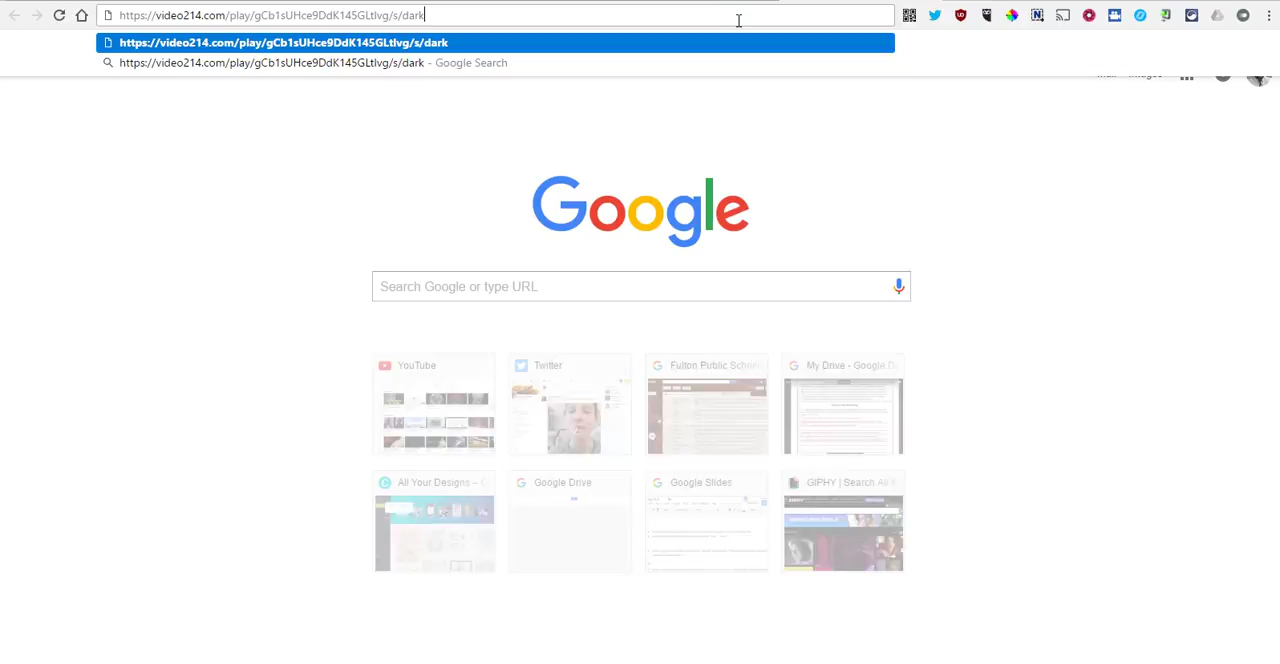 https://video214.com/play/gCb1sUHce9DdK145GLtlvg/s/dark
https://video214.com/play/gCb1sUHce9DdK145GLtlvg/s/dark
https://video214.com/play/gCb1sUHce9DdK145GLtlvg/s/dark - Google Search
Google
Search Google or type URL
YouTube
Twitter
Fulton Public Schoo
My Drive - Google D
All Your Designs – C
Google Drive
Google Slides
GIPHY | Search All